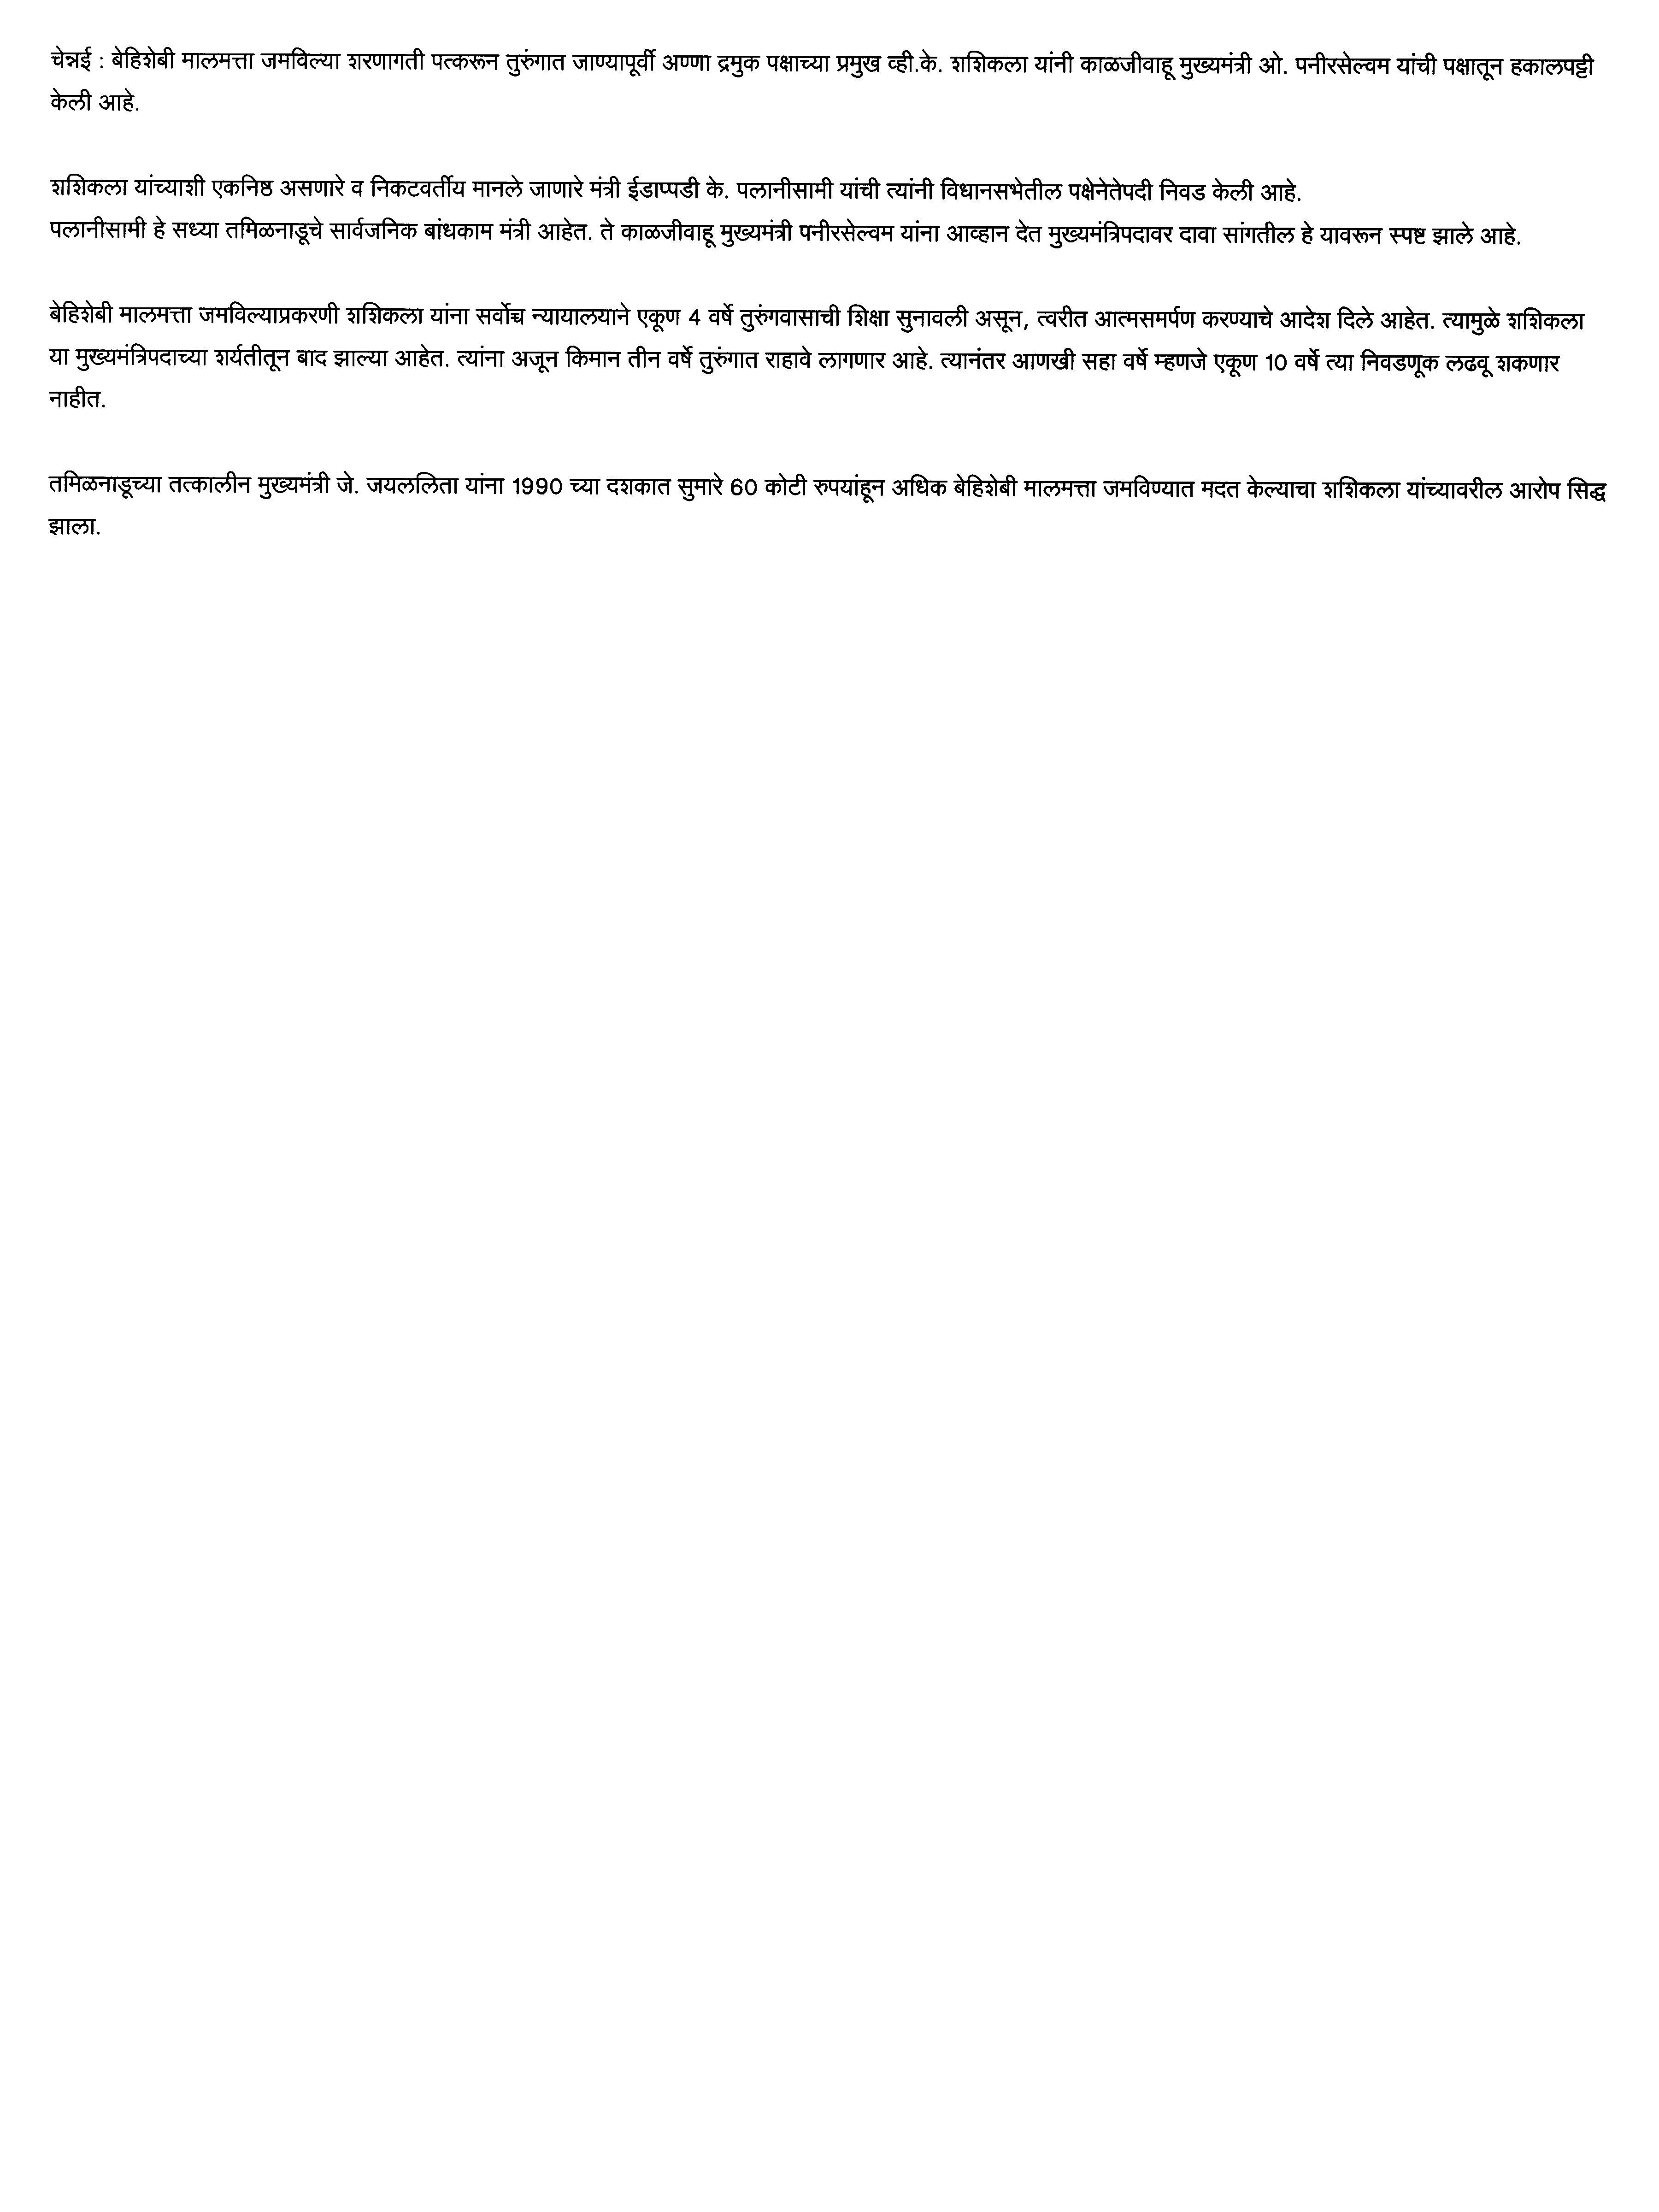 चेन्नई : बेहिशेबी मालमत्ता जमविल्या शरणागती पत्करून तुरुंगात जाण्यापूर्वी अण्णा द्रमुक पक्षाच्या प्रमुख व्ही.के. शशिकला यांनी काळजीवाहू मुख्यमंत्री ओ. पनीरसेल्वम यांची पक्षातून हकालपट्टी
केली आहे.
शशिकला यांच्याशी एकनिष्ठ असणारे व निकटवर्तीय मानले जाणारे मंत्री ईडाप्पडी के. पलानीसामी यांची त्यांनी विधानसभेतील पक्षेनेतेपदी निवड केली आहे.
पलानीसामी हे सध्या तमिळनाडूचे सार्वजनिक बांधकाम मंत्री आहेत. ते काळजीवाहू मुख्यमंत्री पनीरसेल्वम यांना आव्हान देत मुख्यमंत्रिपदावर दावा सांगतील हे यावरून स्पष्ट झाले आहे.
बेहिशेबी मालमत्ता जमविल्याप्रकरणी शशिकला यांना सर्वोच्च न्यायालयाने एकूण 4 वर्षे तुरुंगवासाची शिक्षा सुनावली असून, त्वरीत आत्मसमर्पण करण्याचे आदेश दिले आहेत. त्यामुळे शशिकला
या मुख्यमंत्रिपदाच्या शर्यतीतून बाद झाल्या आहेत. त्यांना अजून किमान तीन वर्षे तुरुंगात राहावे लागणार आहे. त्यानंतर आणखी सहा वर्षे म्हणजे एकूण 10 वर्षे त्या निवडणूक लढवू शकणार
नाहीत.
तमिळनाडूच्या तत्कालीन मुख्यमंत्री जे. जयललिता यांना 1990 च्या दशकात सुमारे 60 कोटी रुपयांहून अधिक बेहिशेबी मालमत्ता जमविण्यात मदत केल्याचा शशिकला यांच्यावरील आरोप सिद्ध
झाला.